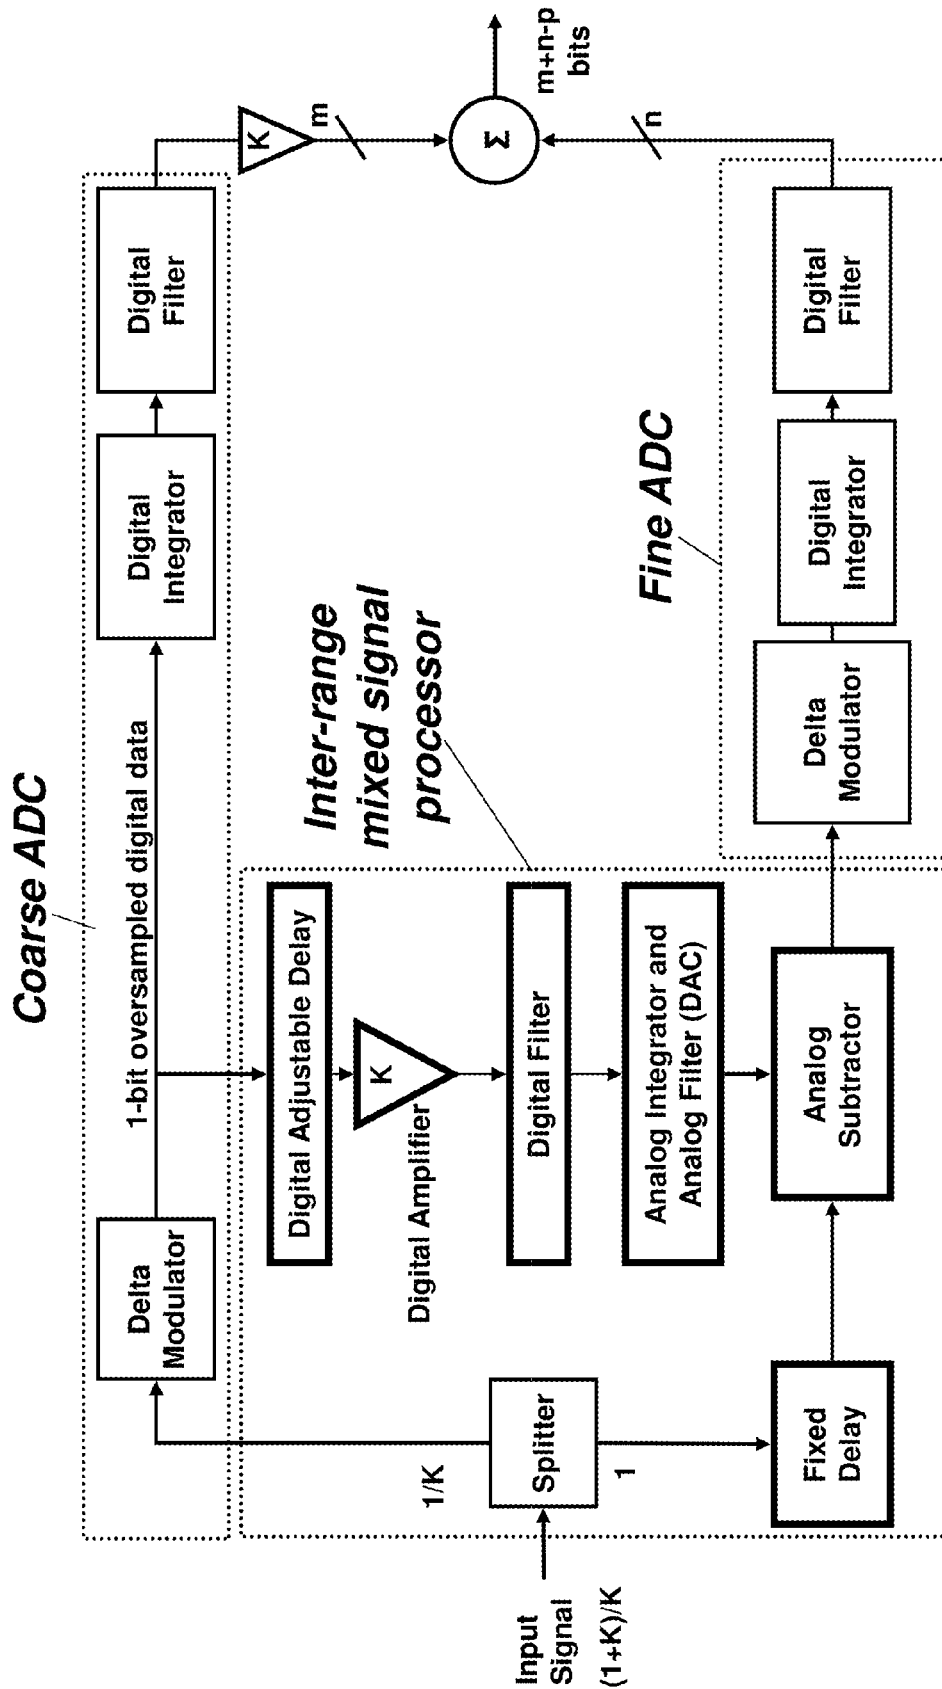 Coarse ADC
Delta
Modulator
1-bit oversampled digital data
Digital
Integrator
Digital
Filter
K
m
Inter-range
mixed signal
processor
Digital Adjustable Delay
K
Digital Amplifier
Digital Filter
Analog Integrator and
Analog Filter (DAC)
Analog
Subtractor
Input
Signal
(1+K)/K
1/K
Splitter
1
Fixed
Delay
Fine ADC
Delta
Modulator
Digital
Integrator
Digital
Filter
n
Σ
m+n-p
bits